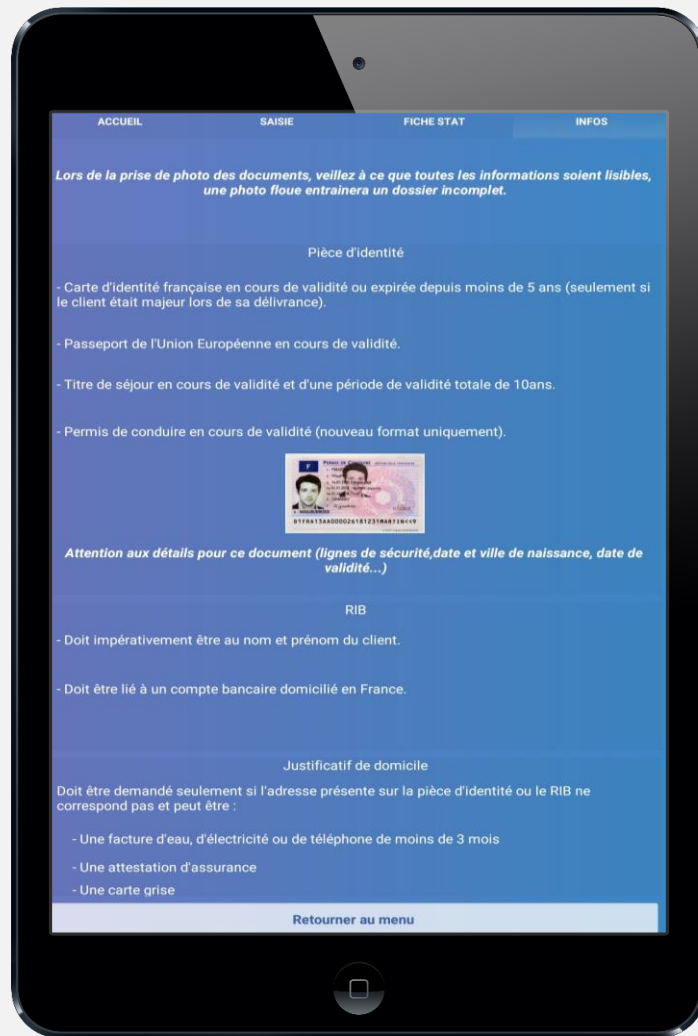 ACCUEIL SAISIE FICHE STAT INFOS
Lors de la prise de photo des documents, veillez à ce que toutes les informations soient lisibles,
une photo floue entrainera un dossier incomplet.
Pièce d'identité
- Carte d'identité française en cours de validité ou expirée depuis moins de 5 ans (seulement si
le client était majeur lors de sa délivrance).
- Passeport de l'Union Européenne en cours de validité.
- Titre de séjour en cours de validité et d'une période de validité totale de 10ans.
- Permis de conduire en cours de validité (nouveau format uniquement).
F PERMIS DE CONDUIRE RÉPUBLIQUE FRANÇAISE
Attention aux détails pour ce document (lignes de sécurité,date et ville de naissance, date de
validité...)
RIB
- Doit impérativement être au nom et prénom du client.
- Doit être lié à un compte bancaire domicilié en France.
Justificatif de domicile
Doit être demandé seulement si l'adresse présente sur la pièce d'identité ou le RIB ne
correspond pas et peut être :
- Une facture d'eau, d'électricité ou de téléphone de moins de 3 mois
- Une attestation d'assurance
- Une carte grise
Retourner au menu